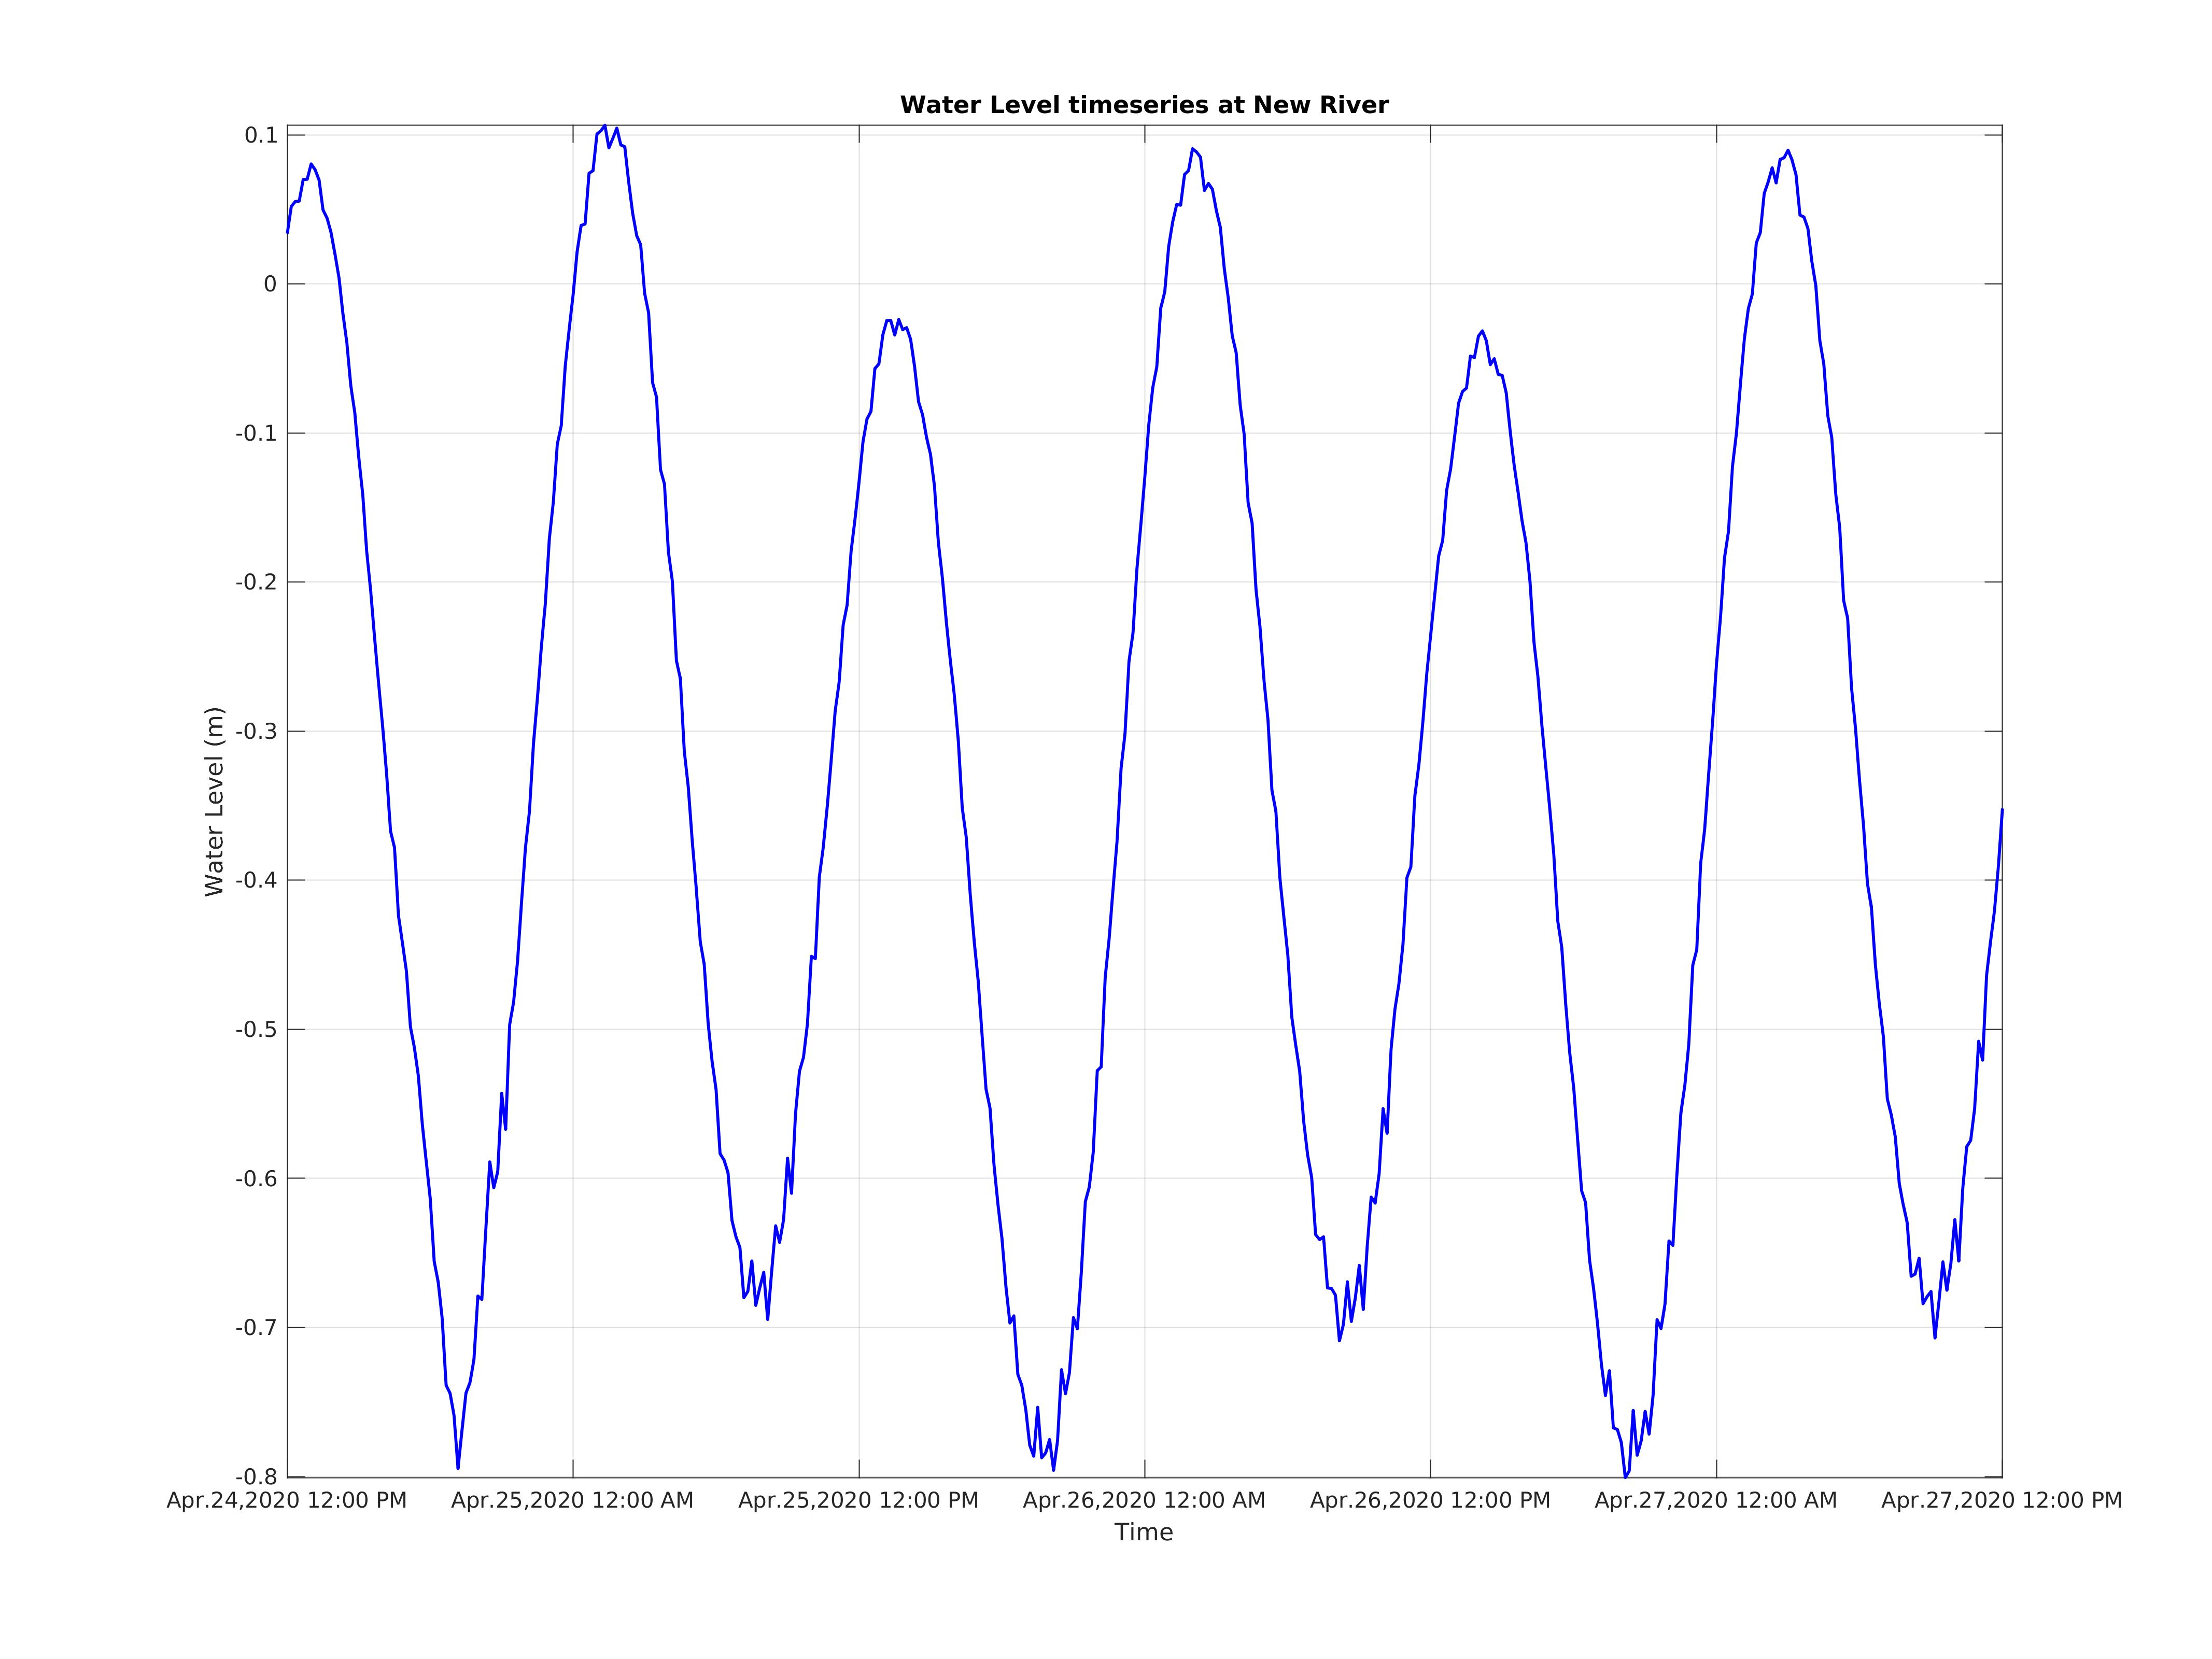 Water Level timeseries at New River
0.1
0
-0.1
-0.2
-0.3
-0.4
-0.5
-0.6
-0.7
-0.8
Water Level (m)
Apr.24,2020 12:00 PM Apr.25,2020 12:00 AM Apr.25,2020 12:00 PM Apr.26,2020 12:00 AM Apr.26,2020 12:00 PM Apr.27,2020 12:00 AM Apr.27,2020 12:00 PM
Time